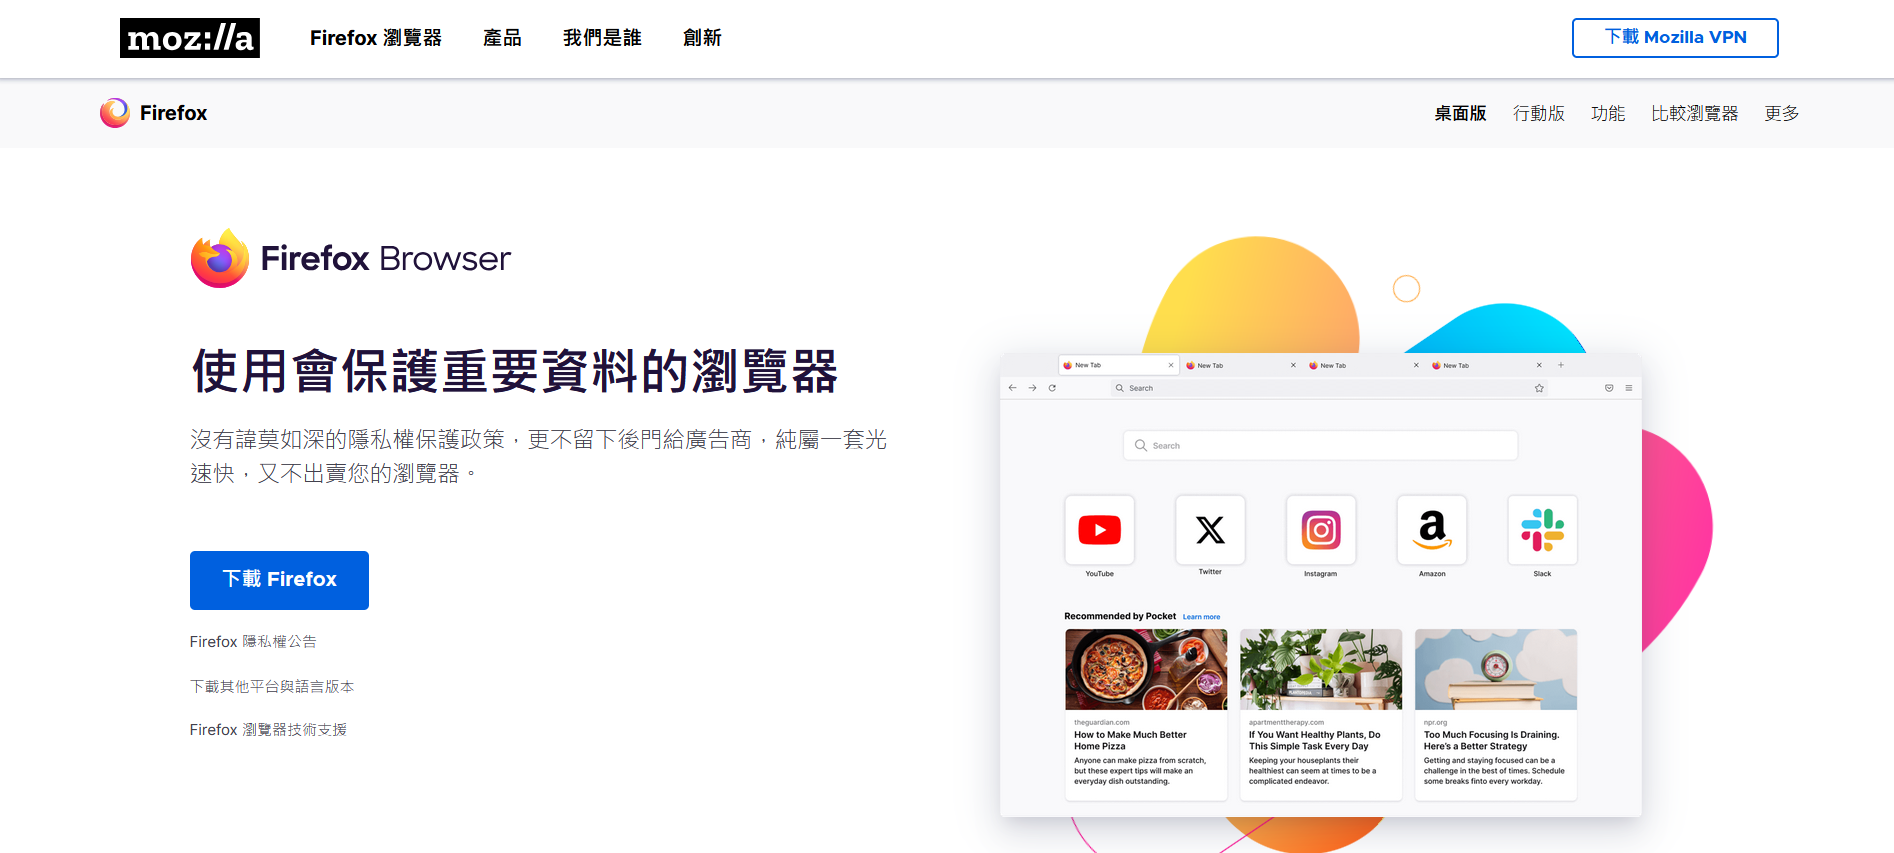 moz://a
Firefox 瀏覽器
產品
我們是誰
創新
下載 Mozilla VPN
Firefox
桌面版
行動版
功能
比較瀏覽器
更多
Firefox Browser
使用會保護重要資料的瀏覽器
沒有諱莫如深的隱私權保護政策，更不留下後門給廣告商，純屬一套光
速快，又不出賣您的瀏覽器。
下載 Firefox
Firefox 隱私權公告
下載其他平台與語言版本
Firefox 瀏覽器技術支援
New Tab
New Tab
New Tab
New Tab
Search
Search
YouTube
Twitter
Instagram
Amazon
Slack
Recommended by Pocket
Learn more
theguardian.com
How to Make Much Better
Home Pizza
Anyone can make pizza from scratch,
but these expert tips will make an
everyday dish outstanding.
apartmenttherapy.com
If You Want Healthy Plants, Do
This Simple Task Every Day
Keeping your houseplants their
healthiest can seem at times to be a
complicated endeavor.
npr.org
Too Much Focusing Is Draining.
Here’s a Better Strategy
Getting and staying focused can be a
challenge in the best of times. Schedule
some breaks finto every workday.